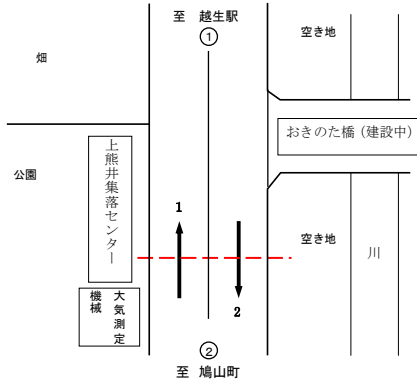 至 越生駅
①
空き地
畑
おきのた橋（建設中）
上熊井集落センター
公園
1
空き地
川
2
大気測定
機械
②
至 鳩山町